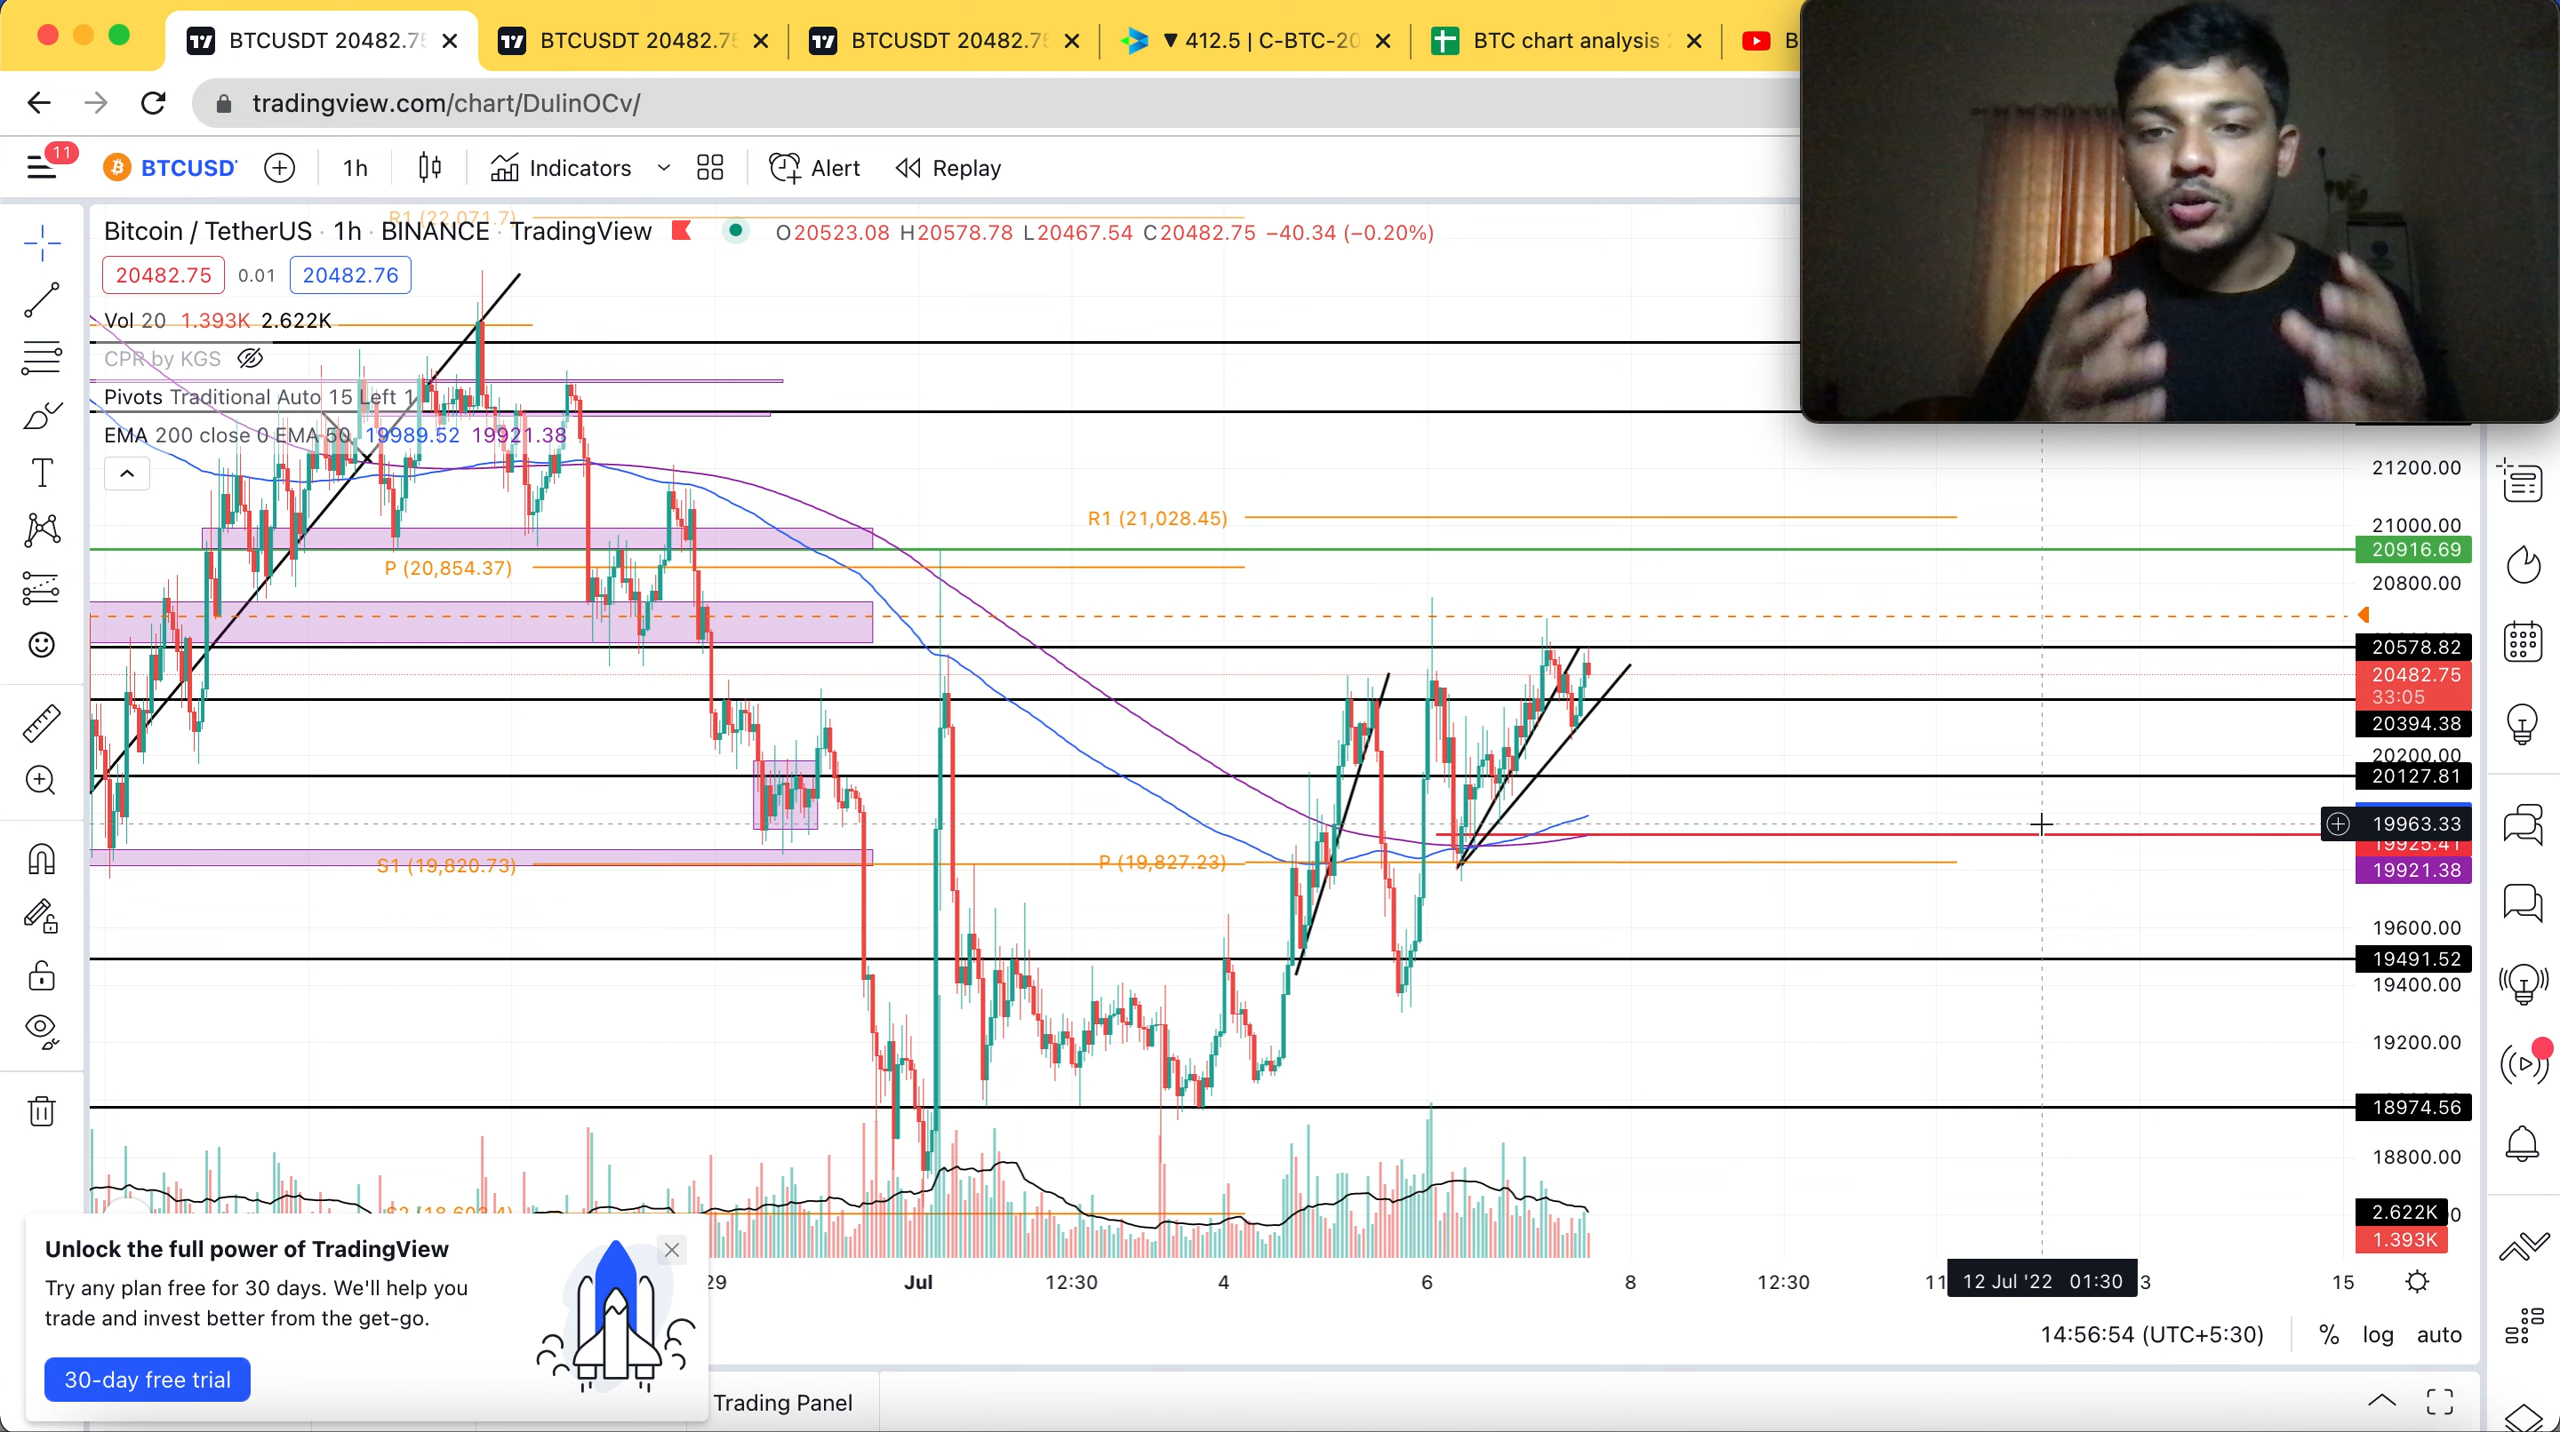 BTCUSDT 20482.75
BTCUSDT 20482.75
BTCUSDT 20482.75
▼ 412.5 | C-BTC-20
BTC chart analysis
B
tradingview.com/chart/DulinOCv/
11
BTCUSD
1h
Indicators
Alert
Replay
R1 (22,071.7)
Bitcoin / TetherUS · 1h · BINANCE · TradingView
O20523.08 H20578.78 L20467.54 C20482.75 −40.34 (−0.20%)
20482.75 0.01 20482.76
Vol 20 1.393K 2.622K
CPR by KGS
Pivots Traditional Auto 15 Left 1
EMA 200 close 0 EMA 50 19989.52 19921.38
21200.00
R1 (21,028.45)
21000.00
20916.69
P (20,854.37)
20800.00
20578.82
20482.75
33:05
20394.38
20200.00
20127.81
19963.33
19925.41
S1 (19,820.73)
P (19,827.23)
19921.38
19600.00
19491.52
19400.00
19200.00
18974.56
18800.00
2.622K
1.393K
29
Jul
12:30
4
6
8
12:30
11
12 Jul '22 01:30
3
15
14:56:54 (UTC+5:30)
%
log
auto
Unlock the full power of TradingView
Try any plan free for 30 days. We'll help you
trade and invest better from the get-go.
30-day free trial
Trading Panel